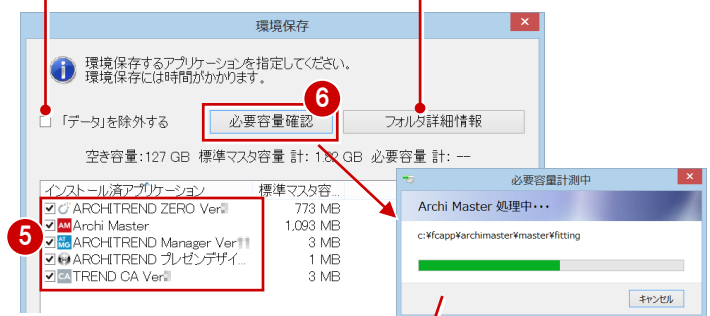 環境保存
環境保存するアプリケーションを指定してください。
環境保存には時間がかかります。
6
「データ」を除外する 必要容量確認 フォルダ詳細情報
空き容量:127 GB 標準マスタ容量 計: 1.82 GB 必要容量 計: --
インストール済アプリケーション 標準マスタ容...
5
ARCHITREND ZERO Ver 773 MB
AM Archi Master 1,093 MB
AT MG ARCHITREND Manager Ver 3 MB
ARCHITREND プレゼンデザイ... 1 MB
CA TREND CA Ver 3 MB
必要容量計測中
Archi Master 処理中・・・
c:¥fcapp¥archimaster¥master¥fitting
キャンセル